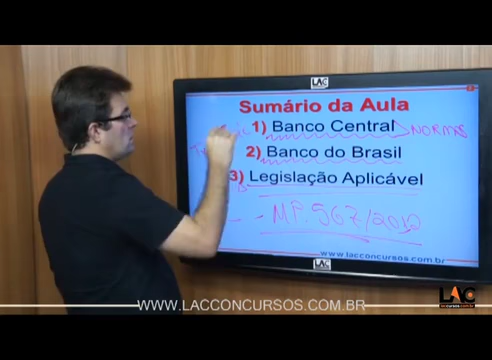 LAC
Sumário da Aula
1) Banco Central NORMAS
2) Banco do Brasil
3) Legislação Aplicável
- MP. 567/2012
www.lacconcursos.com.br
LAC
WWW.LACCONCURSOS.COM.BR
LAC